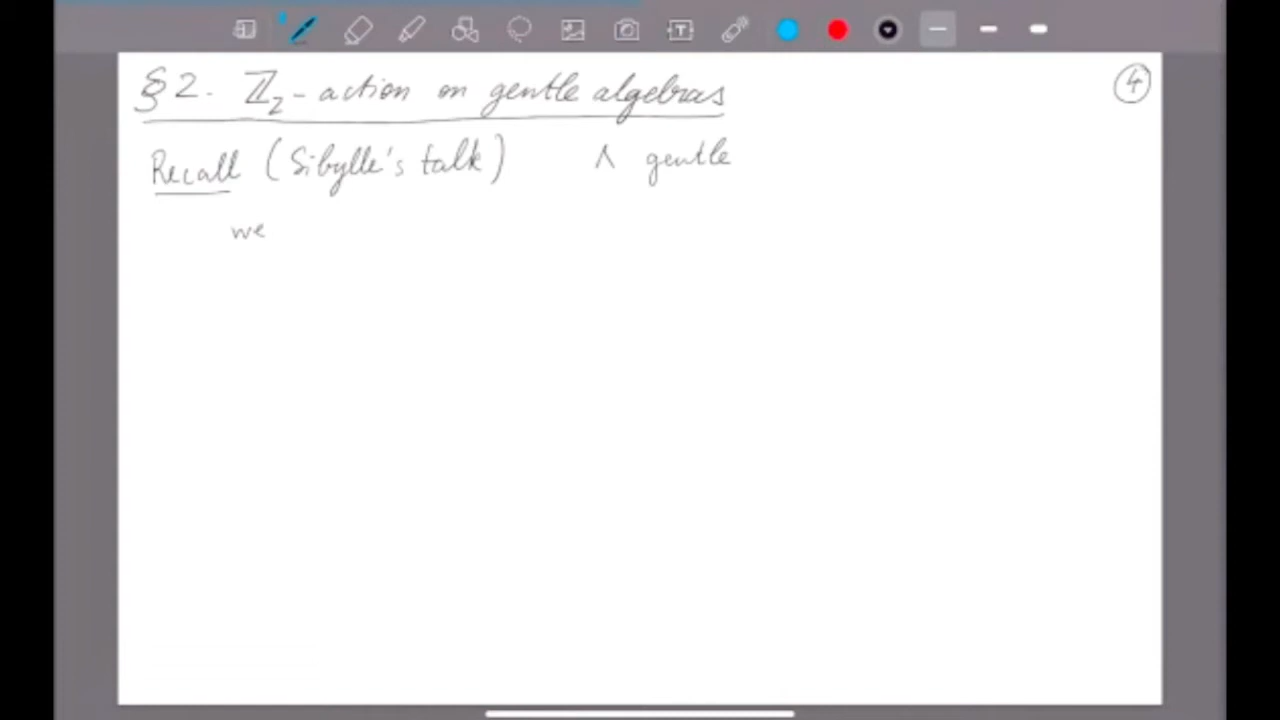 § 2. ℤ₂ - action on gentle algebras
④
Recall (Sibylle's talk) Λ gentle
we